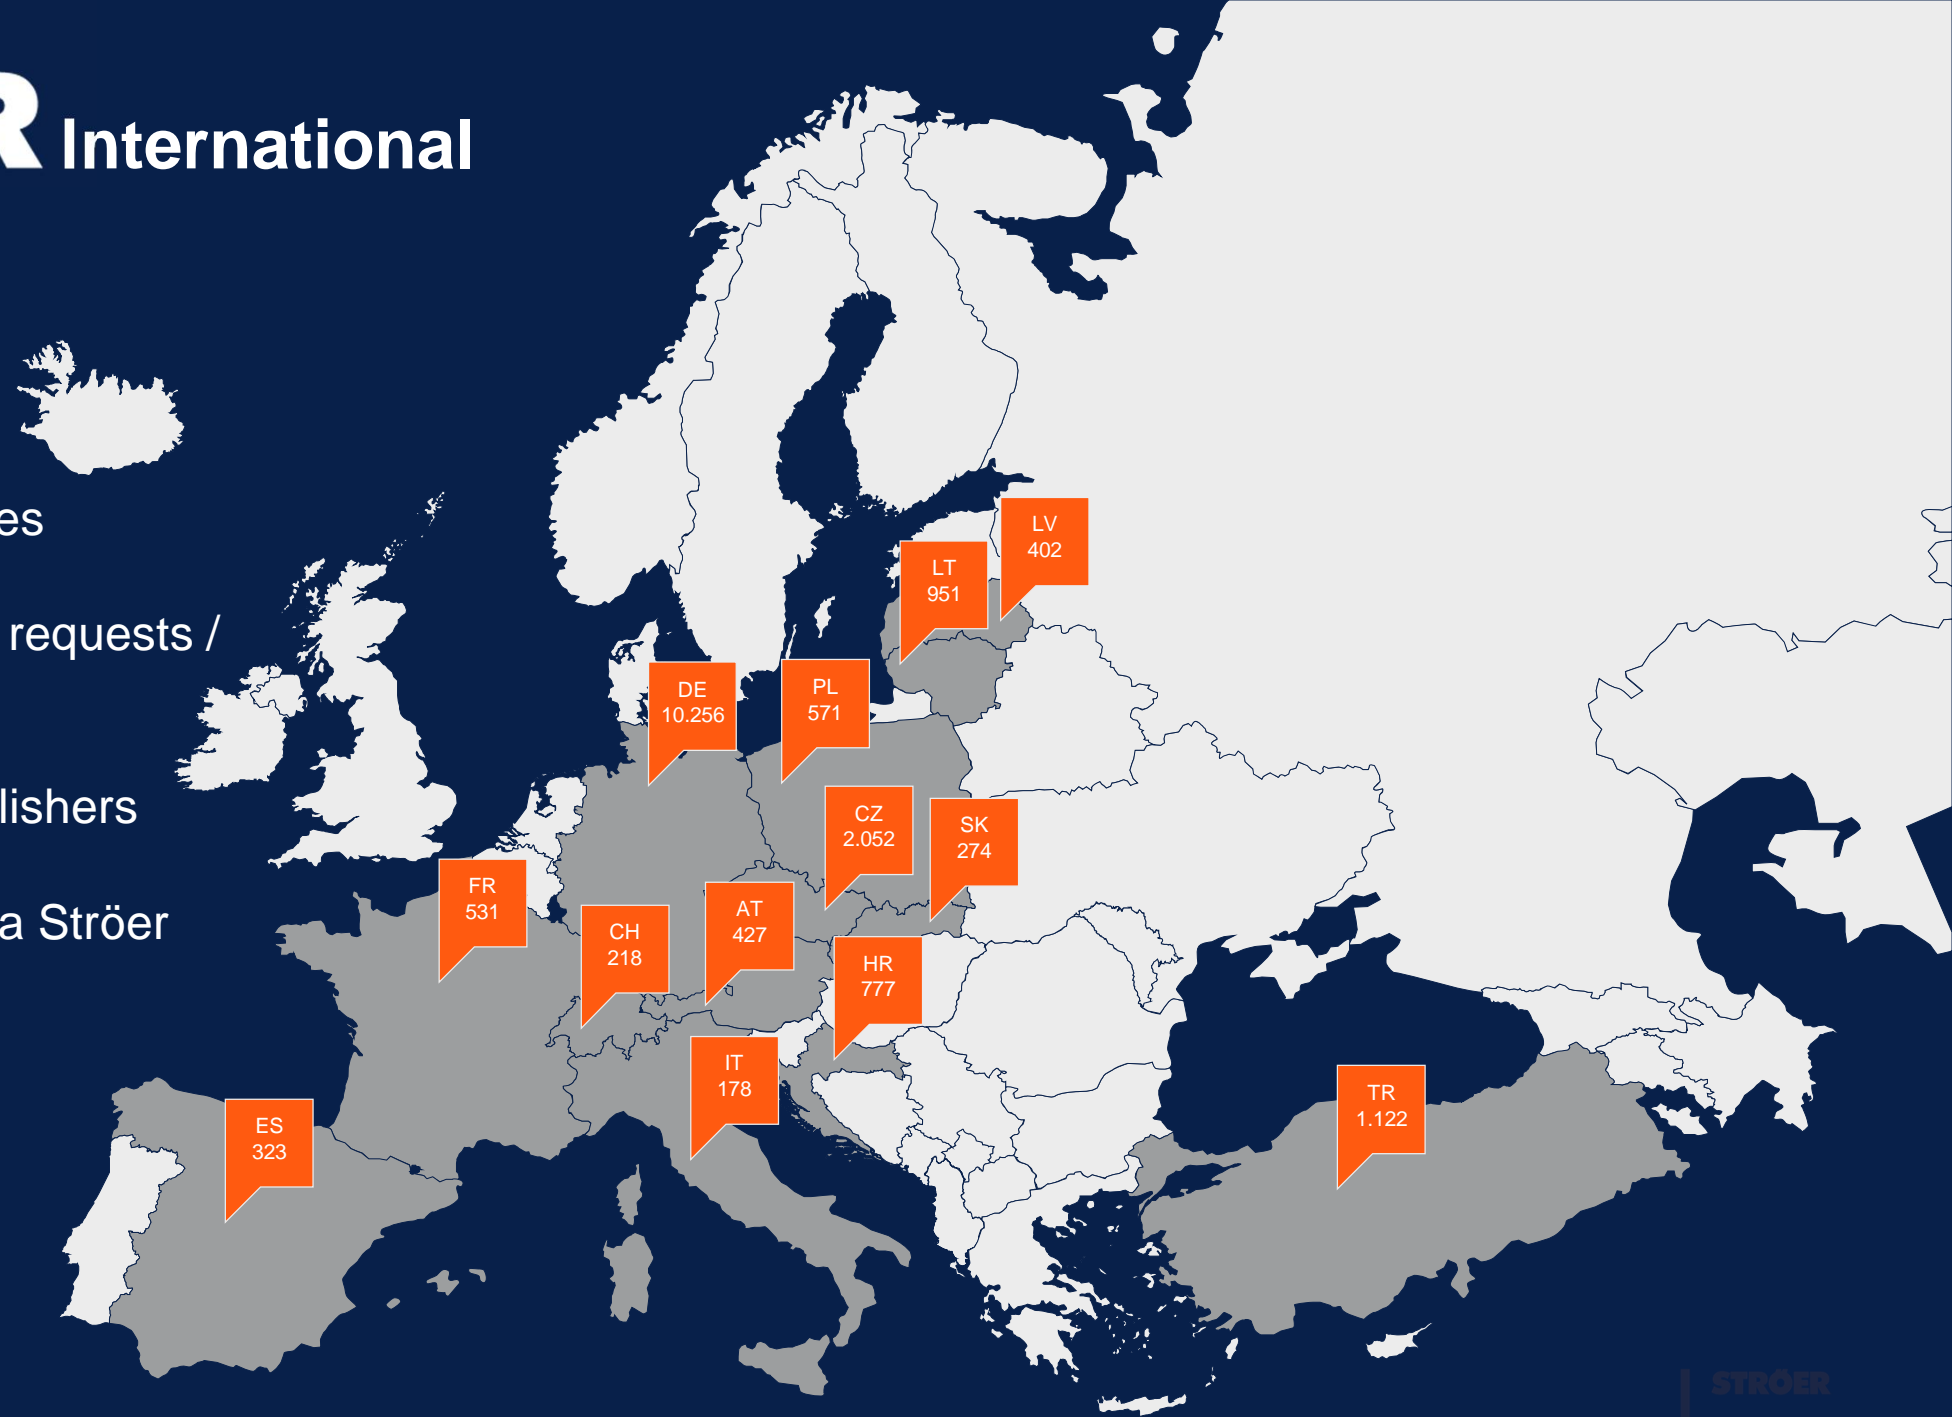 R International
es
requests /
lishers
a Ströer
LV
402
LT
951
DE
10.256
PL
571
CZ
2.052
SK
274
FR
531
CH
218
AT
427
HR
777
IT
178
ES
323
TR
1.122
STRÖER